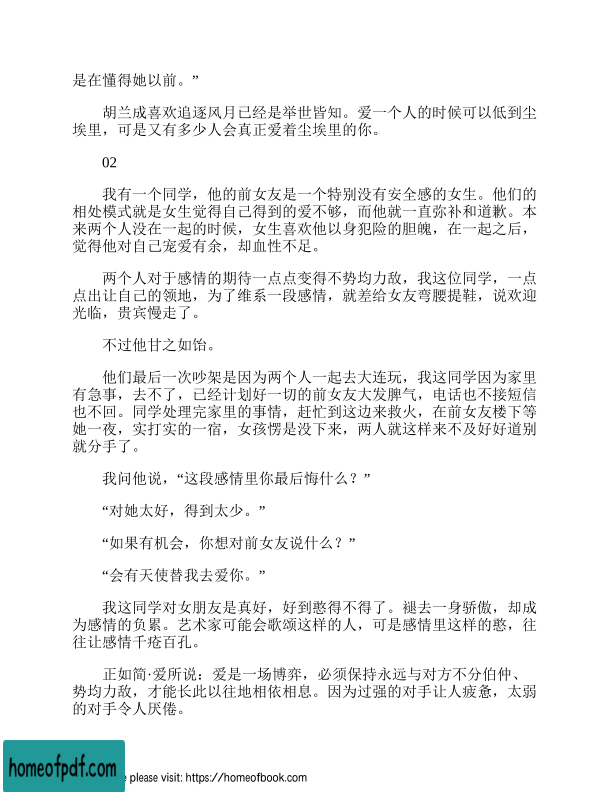 是在懂得她以前。”
胡兰成喜欢追逐风月已经是举世皆知。爱一个人的时候可以低到尘
埃里，可是又有多少人会真正爱着尘埃里的你。
02
我有一个同学，他的前女友是一个特别没有安全感的女生。他们的
相处模式就是女生觉得自己得到的爱不够，而他就一直弥补和道歉。本
来两个人没在一起的时候，女生喜欢他以身犯险的胆魄，在一起之后，
觉得他对自己宠爱有余，却血性不足。
两个人对于感情的期待一点点变得不势均力敌，我这位同学，一点
点出让自己的领地，为了维系一段感情，就差给女友弯腰提鞋，说欢迎
光临，贵宾慢走了。
不过他甘之如饴。
他们最后一次吵架是因为两个人一起去大连玩，我这同学因为家里
有急事，去不了，已经计划好一切的前女友大发脾气，电话也不接短信
也不回。同学处理完家里的事情，赶忙到这边来救火，在前女友楼下等
她一夜，实打实的一宿，女孩愣是没下来，两人就这样来不及好好道别
就分手了。
我问他说，“这段感情里你最后悔什么？”
“对她太好，得到太少。”
“如果有机会，你想对前女友说什么？”
“会有天使替我去爱你。”
我这同学对女朋友是真好，好到憨得不得了。褪去一身骄傲，却成
为感情的负累。艺术家可能会歌颂这样的人，可是感情里这样的憨，往
往让感情千疮百孔。
正如简·爱所说：爱是一场博弈，必须保持永远与对方不分伯仲、
势均力敌，才能长此以往地相依相息。因为过强的对手让人疲惫，太弱
的对手令人厌倦。
homeofpdf.com
e please visit: https://homeofbook.com